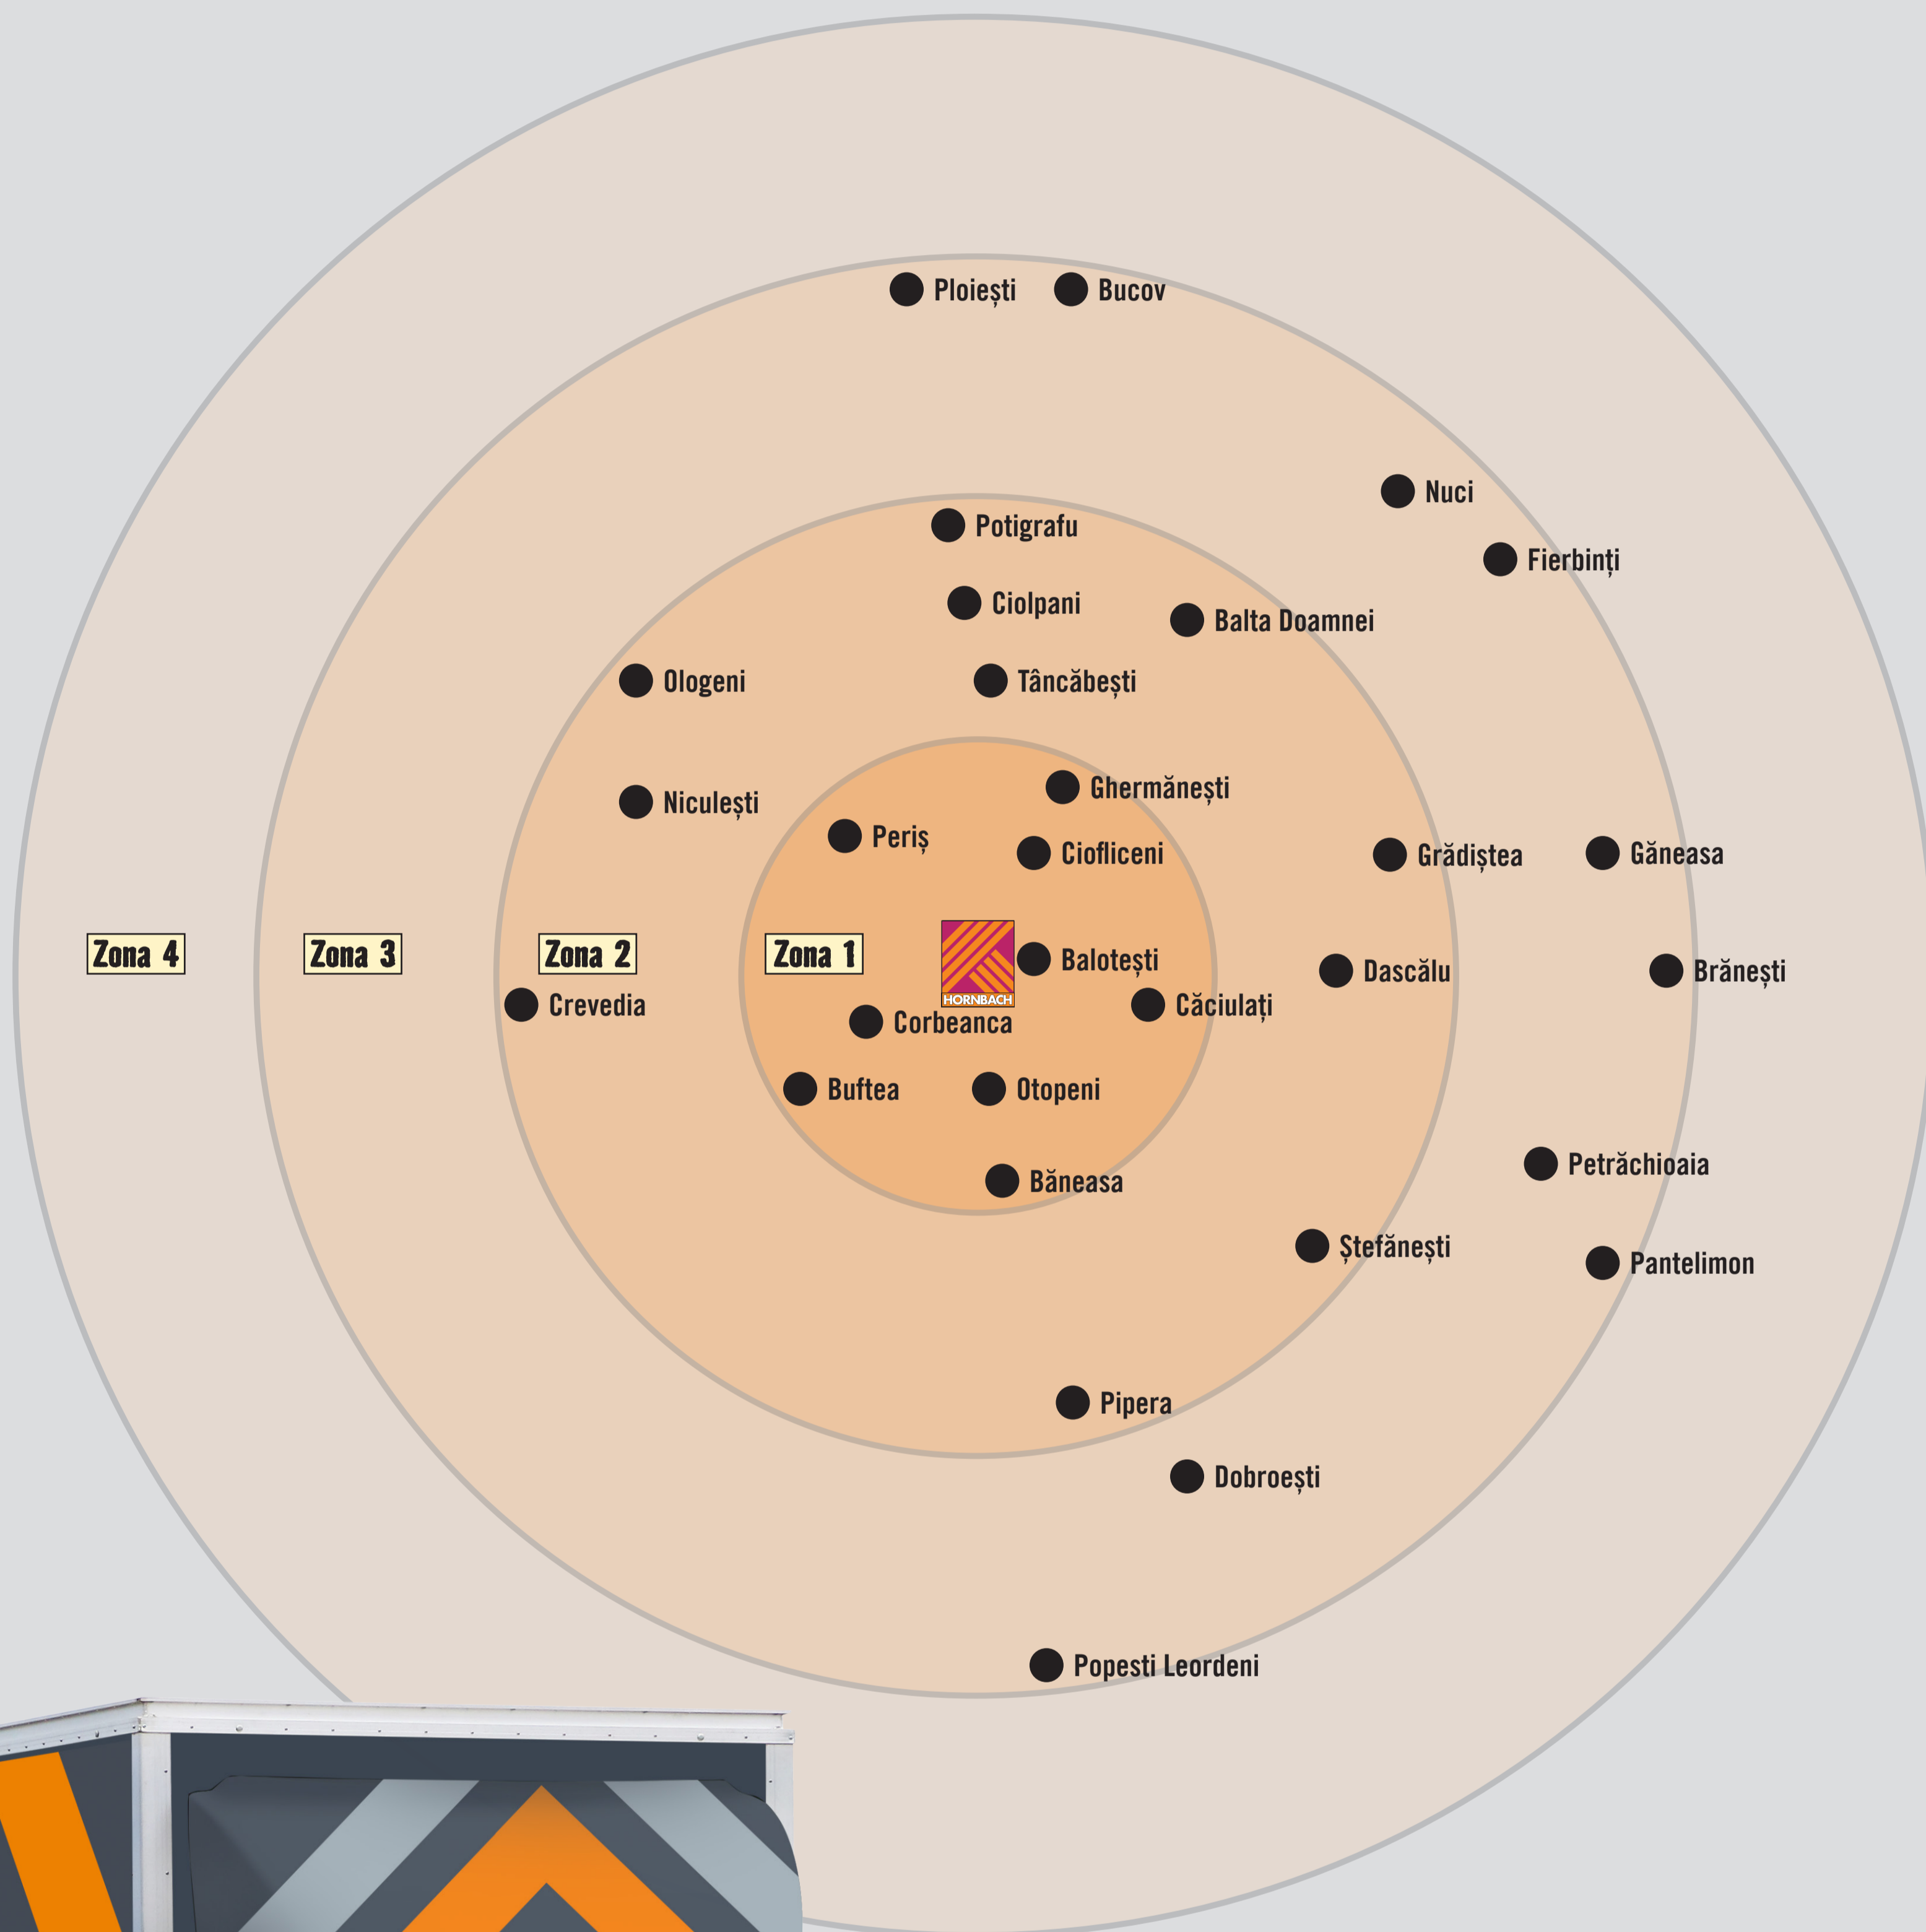 Ploiești
Bucov
Nuci
Potigrafu
Fierbinți
Ciolpani
Balta Doamnei
Ologeni
Tâncăbești
Ghermănești
Niculești
Periș
Ciofliceni
Grădiștea
Găneasa
Zona 4
Zona 3
Zona 2
Zona 1
Balotești
Dascălu
Brănești
HORNBACH
Crevedia
Căciulați
Corbeanca
Buftea
Otopeni
Petrăchioaia
Băneasa
Ștefănești
Pantelimon
Pipera
Dobroești
Popesti Leordeni